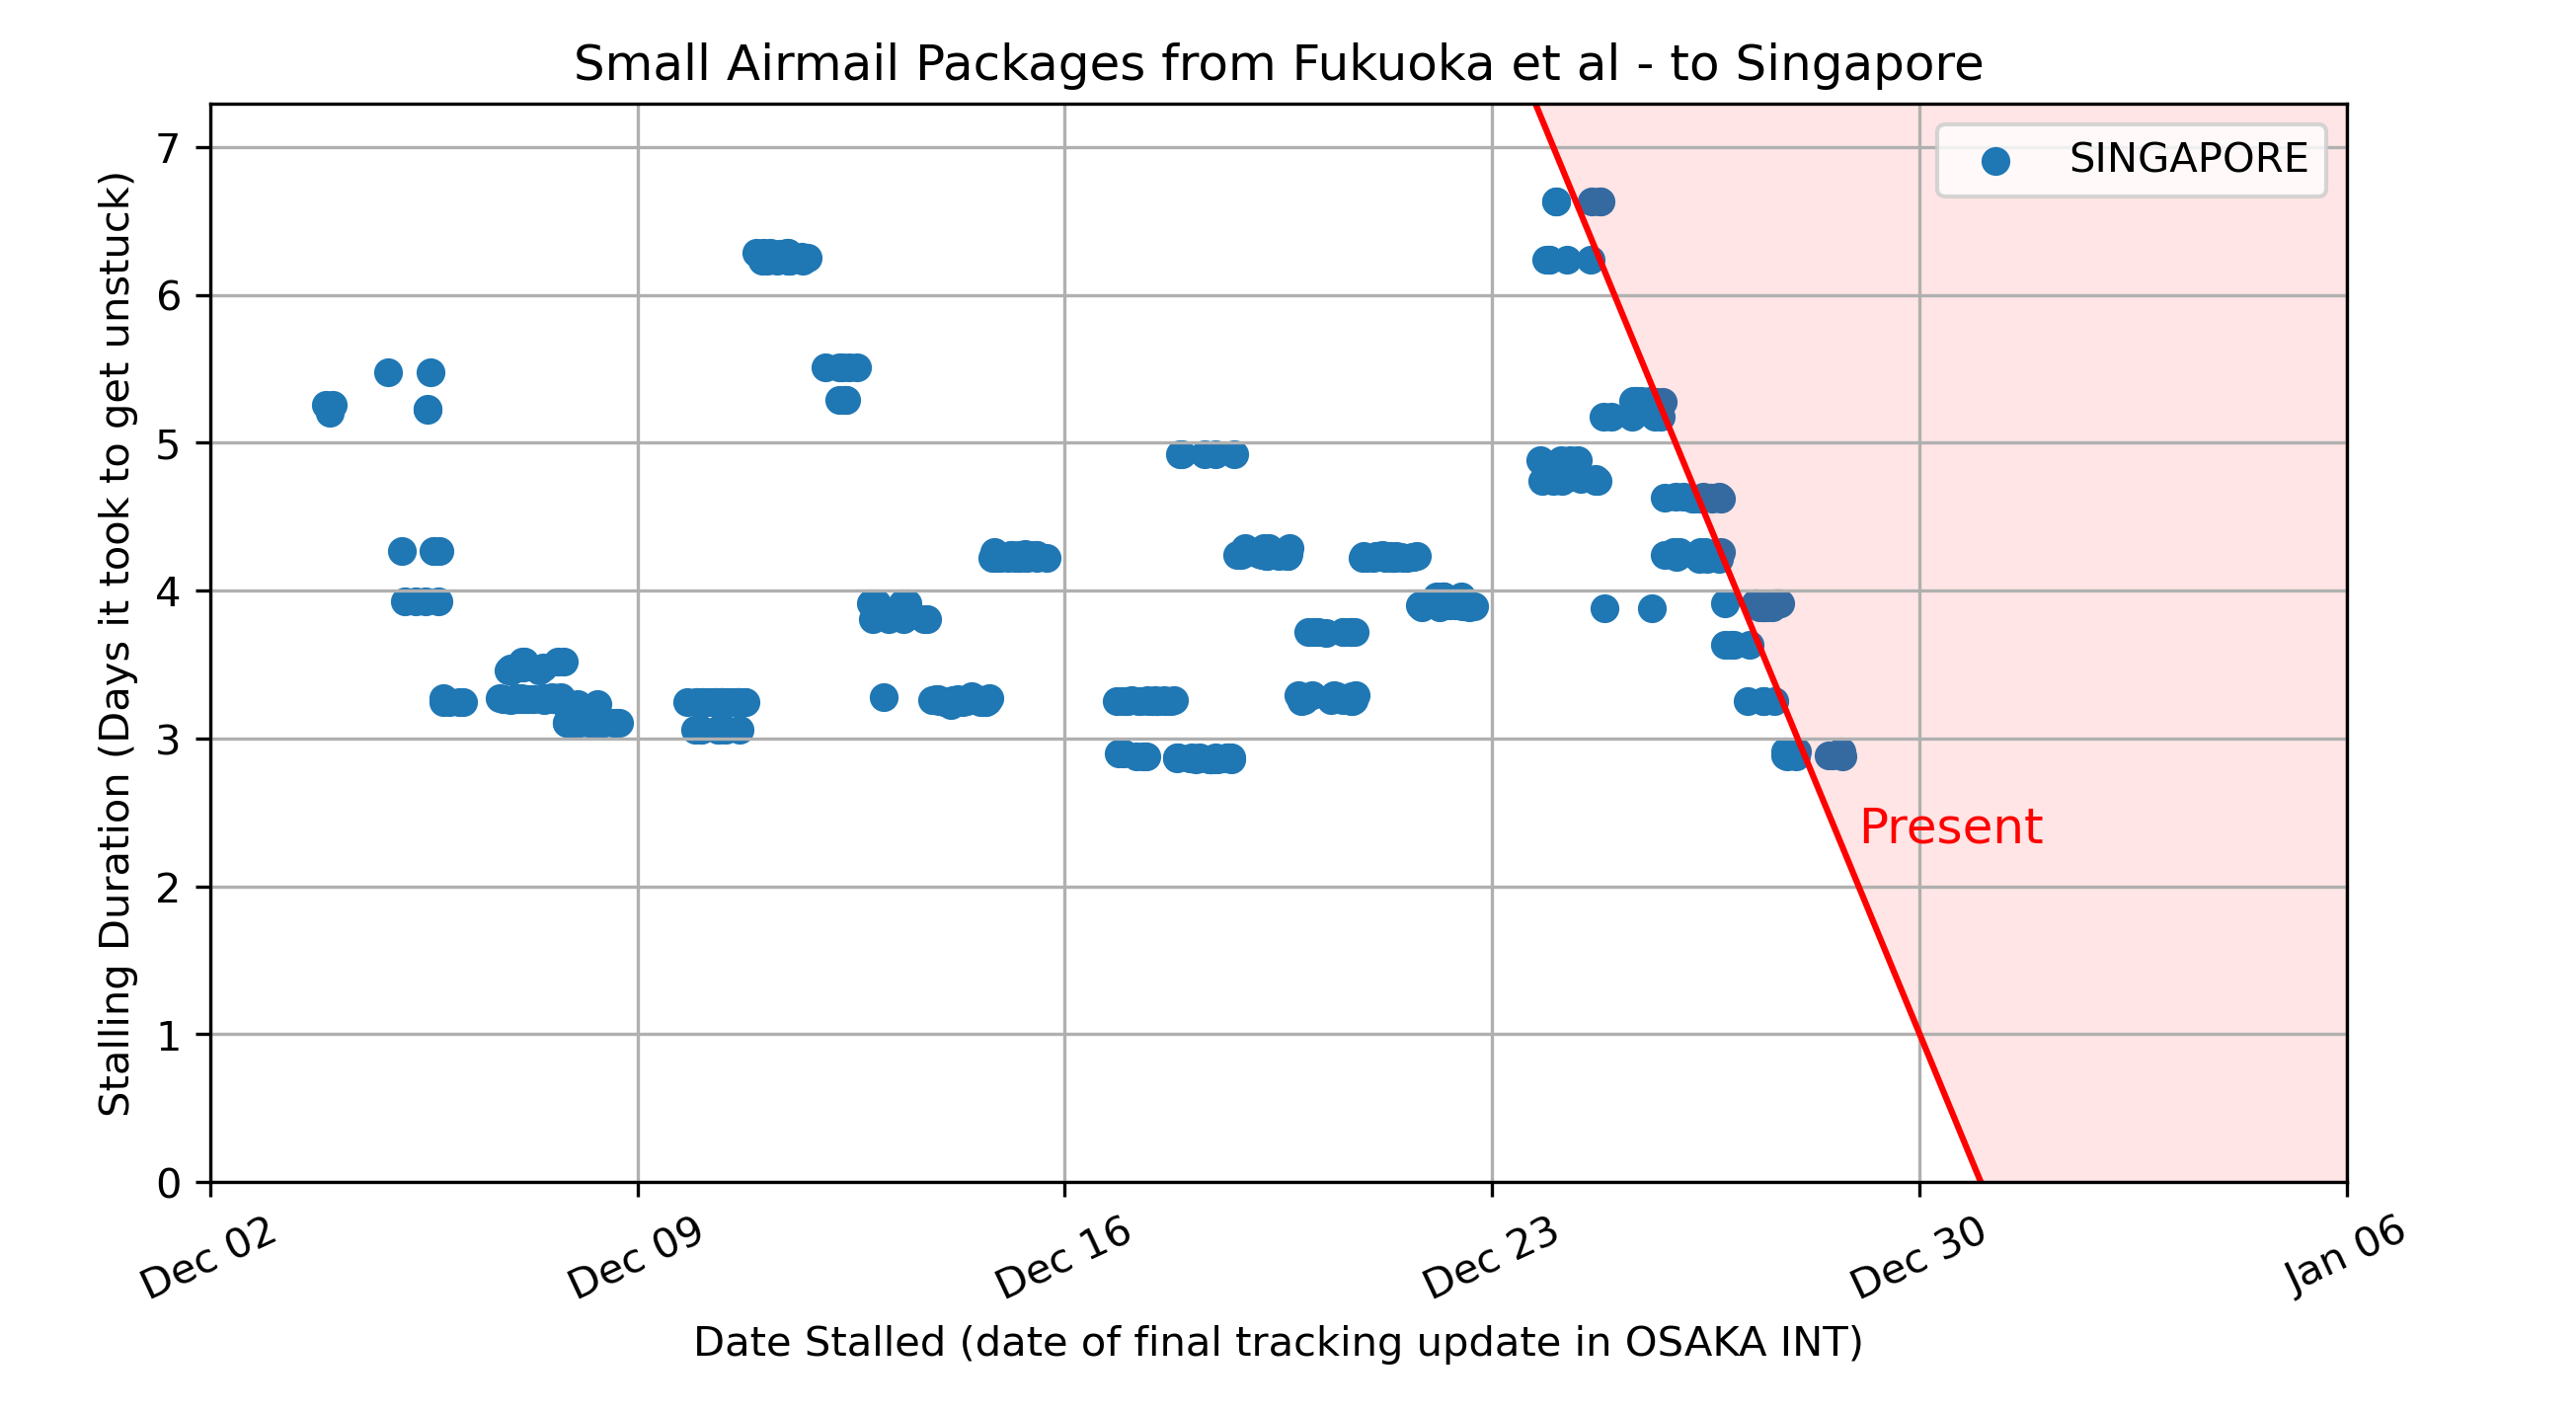 Small Airmail Packages from Fukuoka et al - to Singapore
Stalling Duration (Days it took to get unstuck)
7
6
5
4
3
2
1
0
SINGAPORE
Present
Dec 02
Dec 09
Dec 16
Dec 23
Dec 30
Jan 06
Date Stalled (date of final tracking update in OSAKA INT)